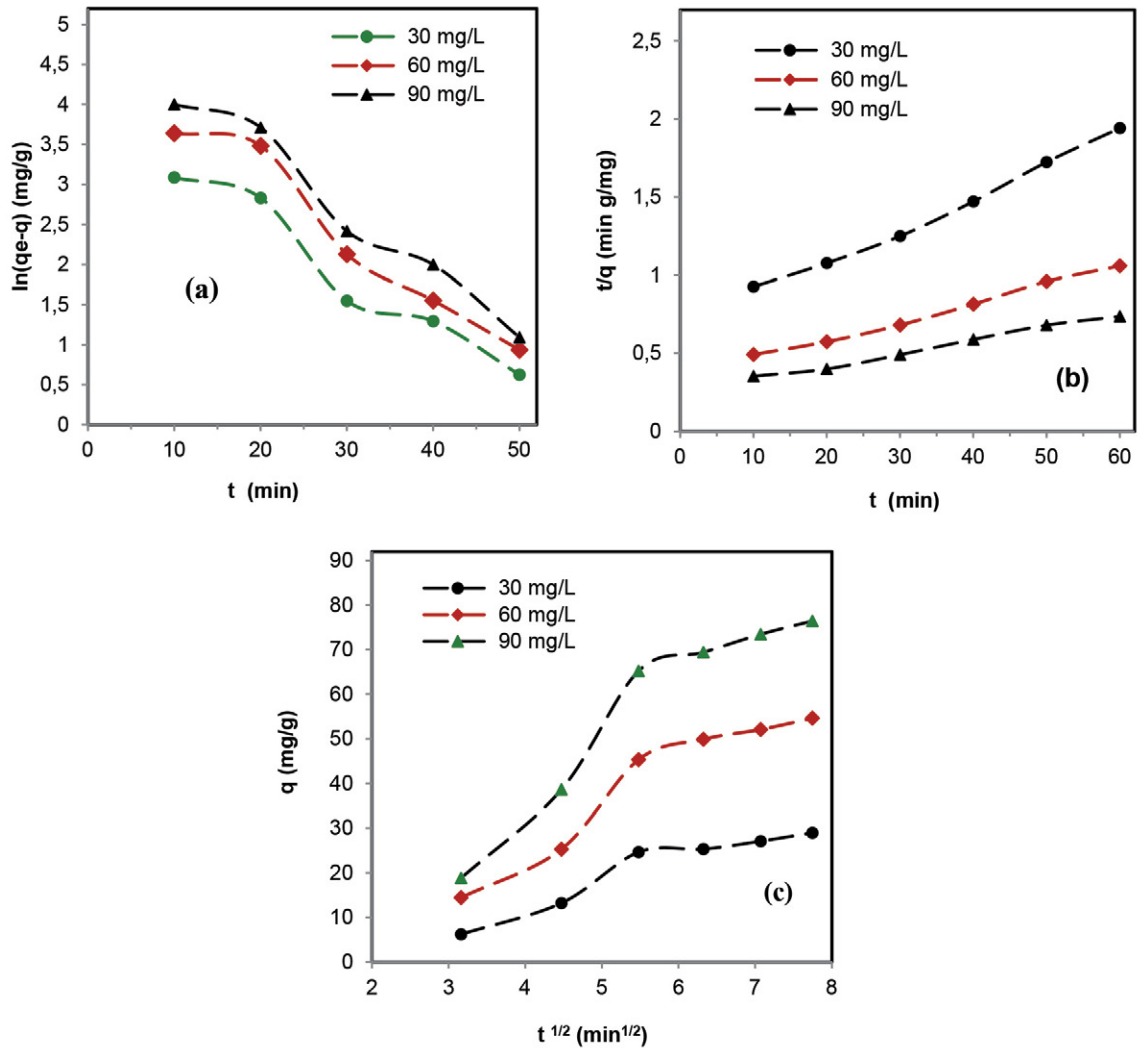 5
4,5
4
3,5
3
2,5
2
1,5
1
0,5
0
ln(qe-q) (mg/g)
30 mg/L
60 mg/L
90 mg/L
(a)
0 10 20 30 40 50
t (min)
2,5
2
1,5
1
0,5
0
t/q (min g/mg)
30 mg/L
60 mg/L
90 mg/L
(b)
0 10 20 30 40 50 60
t (min)
90
80
70
60
50
40
30
20
10
0
q (mg/g)
30 mg/L
60 mg/L
90 mg/L
(c)
2 3 4 5 6 7 8
t 1/2 (min1/2)